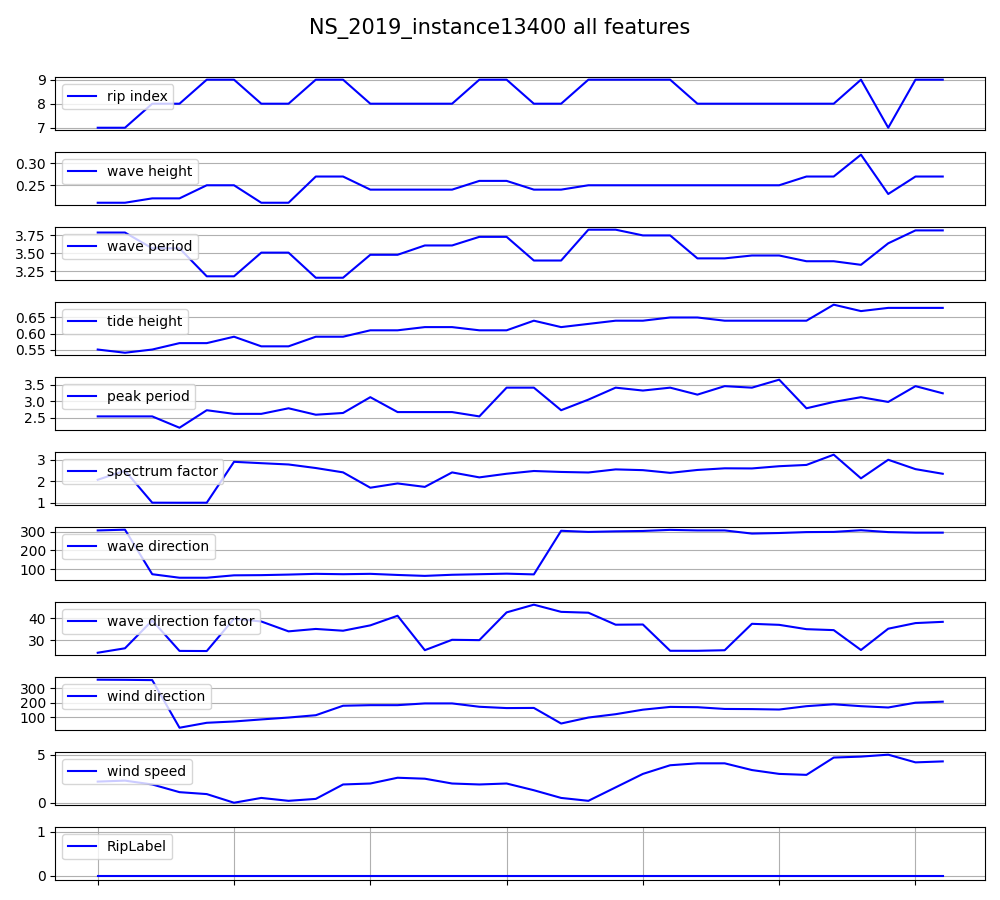 NS_2019_instance13400 all features
9
8
7
rip index
0.30
0.25
wave height
3.75
3.50
3.25
wave period
0.65
0.60
0.55
tide height
3.5
3.0
2.5
peak period
3
2
1
spectrum factor
300
200
100
wave direction
40
30
wave direction factor
300
200
100
wind direction
5
0
wind speed
1
0
RipLabel